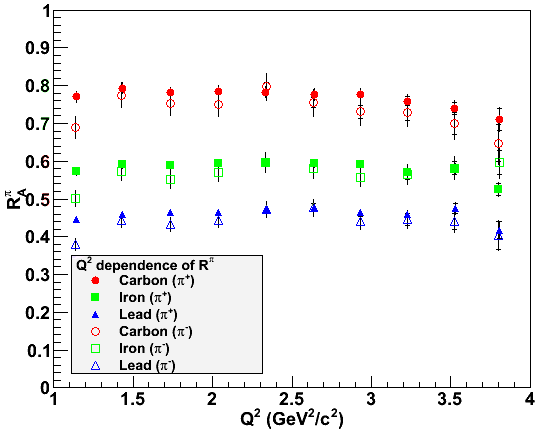 1
0.9
0.8
0.7
0.6
0.5
0.4
0.3
0.2
0.1
0
R_A^π
Q² dependence of R^π
Carbon (π⁺)
Iron (π⁺)
Lead (π⁺)
Carbon (π⁻)
Iron (π⁻)
Lead (π⁻)
1 1.5 2 2.5 3 3.5 4
Q² (GeV²/c²)